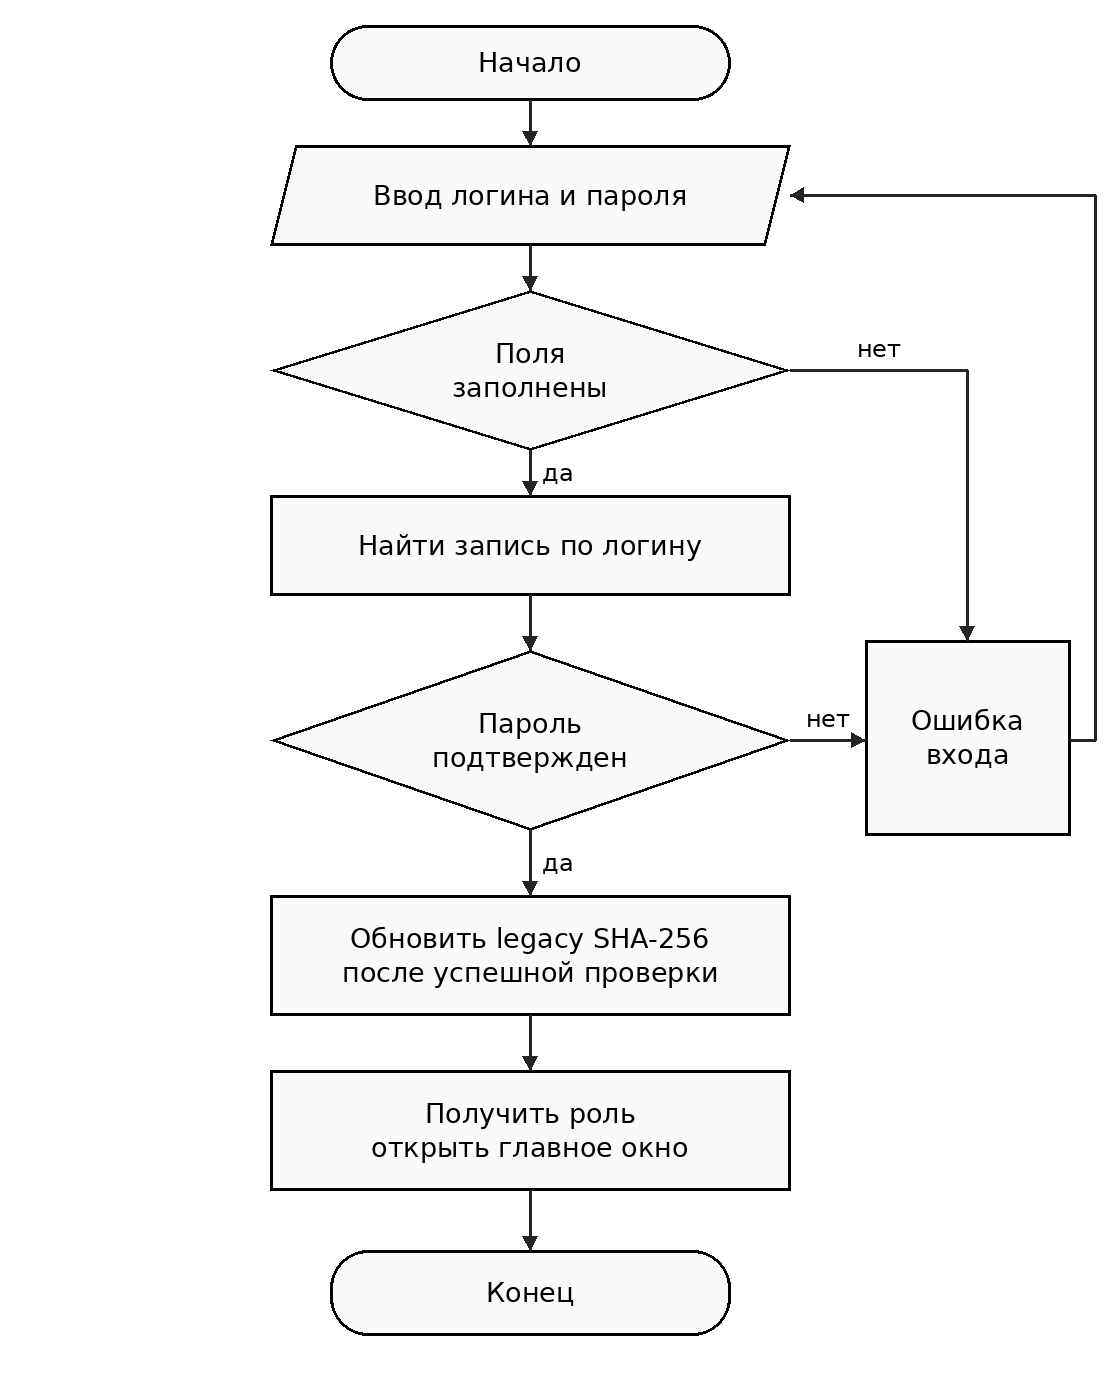 Начало
Ввод логина и пароля
Поля
заполнены
нет
да
Найти запись по логину
Пароль
подтвержден
нет
Ошибка
входа
да
Обновить legacy SHA-256
после успешной проверки
Получить роль
открыть главное окно
Конец